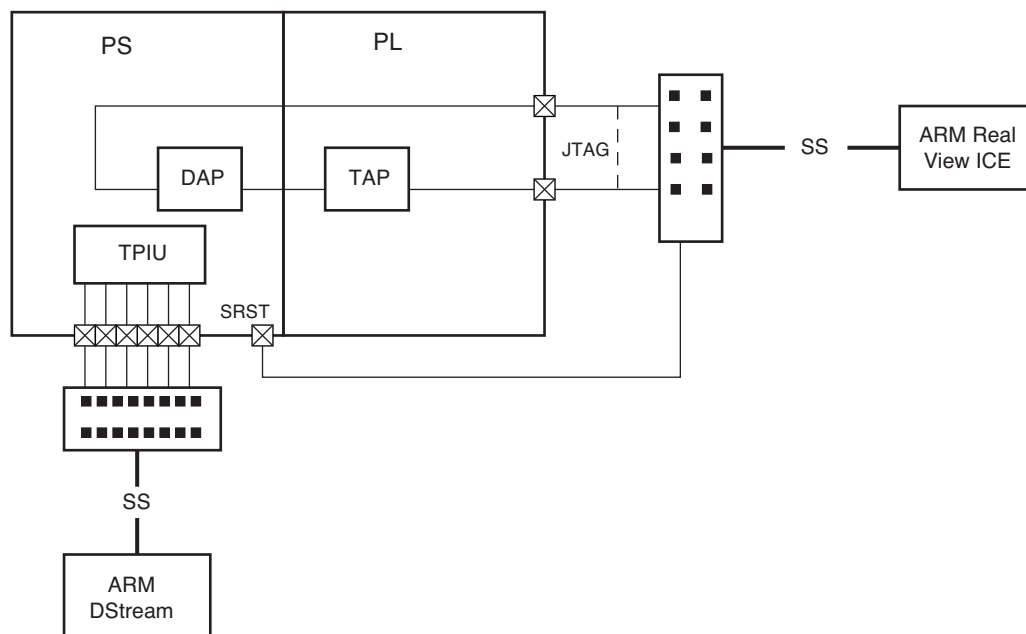 PS
PL
JTAG
SS
ARM Real
View ICE
DAP
TAP
TPIU
SRST
SS
ARM
DStream